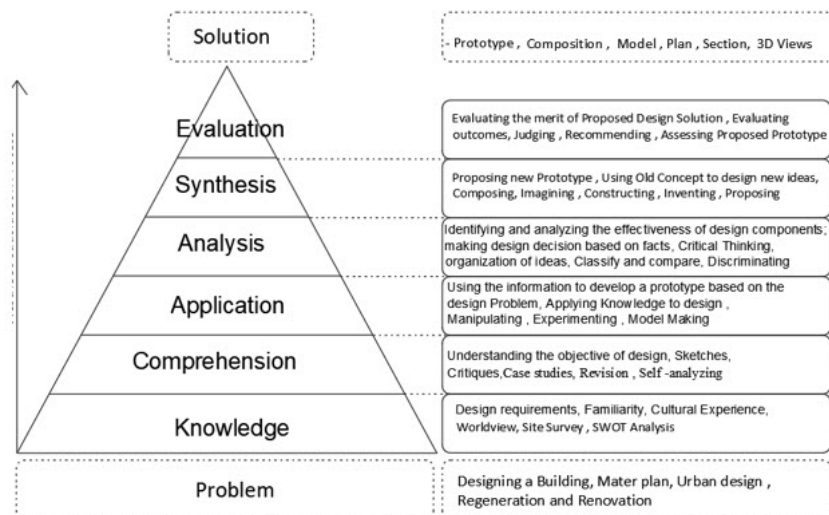 Solution
- Prototype , Composition , Model , Plan , Section, 3D Views
Evaluation
Evaluating the merit of Proposed Design Solution , Evaluating
outcomes, Judging , Recommending , Assessing Proposed Prototype
Synthesis
Proposing new Prototype , Using Old Concept to design new ideas,
Composing, Imagining , Constructing , Inventing , Proposing
Analysis
Identifying and analyzing the effectiveness of design components;
making design decision based on facts, Critical Thinking,
organization of ideas, Classify and compare, Discriminating
Application
Using the information to develop a prototype based on the
design Problem, Applying Knowledge to design ,
Manipulating , Experimenting , Model Making
Comprehension
Understanding the objective of design, Sketches,
Critiques,Case studies, Revision , Self -analyzing
Knowledge
Design requirements, Familiarity, Cultural Experience,
Worldview, Site Survey , SWOT Analysis
Problem
Designing a Building, Mater plan, Urban design ,
Regeneration and Renovation